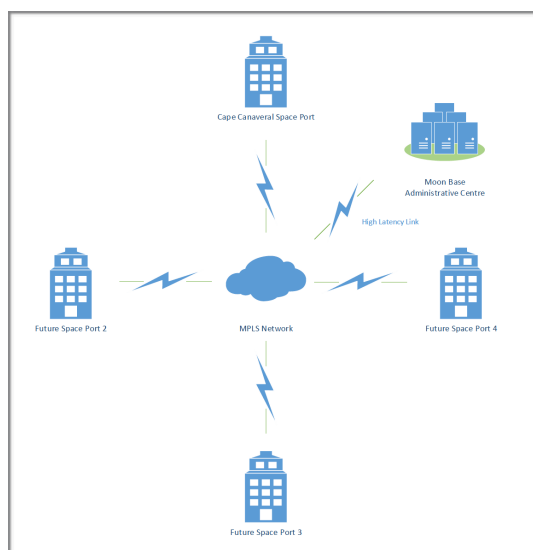 Cape Canaveral Space Port
Moon Base
Administrative Centre
High Latency Link
Future Space Port 2
MPLS Network
Future Space Port 4
Future Space Port 3